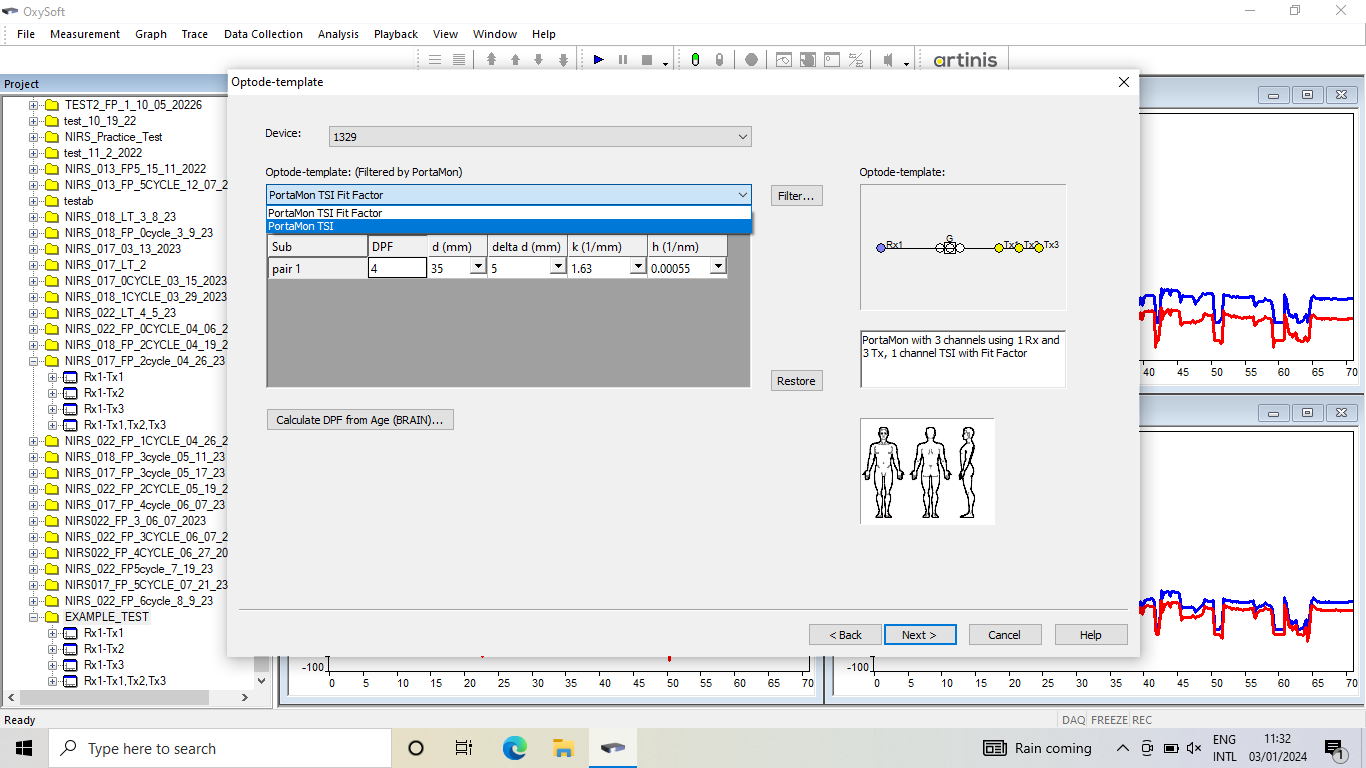 OxySoft
File Measurement Graph Trace Data Collection Analysis Playback View Window Help
artinis
Project
TEST2_FP_1_10_05_20226
test_10_19_22
NIRS_Practice_Test
test_11_2_2022
NIRS_013_FP5_15_11_2022
NIRS_013_FP_5CYCLE_12_07_2
testab
NIRS_018_LT_3_8_23
NIRS_018_FP_0cycle_3_9_23
NIRS_017_03_13_2023
NIRS_017_LT_2
NIRS_017_0CYCLE_03_15_2023
NIRS_018_1CYCLE_03_29_2023
NIRS_022_LT_4_5_23
NIRS_022_FP_0CYCLE_04_06_2
NIRS_018_FP_2CYCLE_04_19_2
NIRS_017_FP_2cycle_04_26_23
Rx1-Tx1
Rx1-Tx2
Rx1-Tx3
Rx1-Tx1,Tx2,Tx3
NIRS_022_FP_1CYCLE_04_26_2
NIRS_018_FP_3cycle_05_11_23
NIRS_017_FP_3cycle_05_17_23
NIRS_022_FP_2CYCLE_05_19_2
NIRS_017_FP_4cycle_06_07_23
NIRS022_FP_3_06_07_2023
NIRS_022_FP_3CYCLE_06_07_2
NIRS022_FP_4CYCLE_06_27_20
NIRS_022_FP5cycle_7_19_23
NIRS017_FP_5CYCLE_07_21_23
NIRS_022_FP_6cycle_8_9_23
EXAMPLE_TEST
Rx1-Tx1
Rx1-Tx2
Rx1-Tx3
Rx1-Tx1,Tx2,Tx3
Optode-template
Device: 1329
Optode-template: (Filtered by PortaMon)
PortaMon TSI Fit Factor
Filter...
PortaMon TSI Fit Factor
PortaMon TSI
Sub DPF d (mm) delta d (mm) k (1/mm) h (1/nm)
pair 1 4 35 5 1.63 0.00055
Restore
Calculate DPF from Age (BRAIN)...
Optode-template:
Rx1 G Tx3
PortaMon with 3 channels using 1 Rx and
3 Tx, 1 channel TSI with Fit Factor
< Back Next > Cancel Help
40 45 50 55 60 65 70
-100
0 5 10 15 20 25 30 35 40 45 50 55 60 65 70
-100
0 5 10 15 20 25 30 35 40 45 50 55 60 65 70
Ready
DAQ FREEZE REC
Type here to search
Rain coming
ENG
INTL
11:32
03/01/2024
1